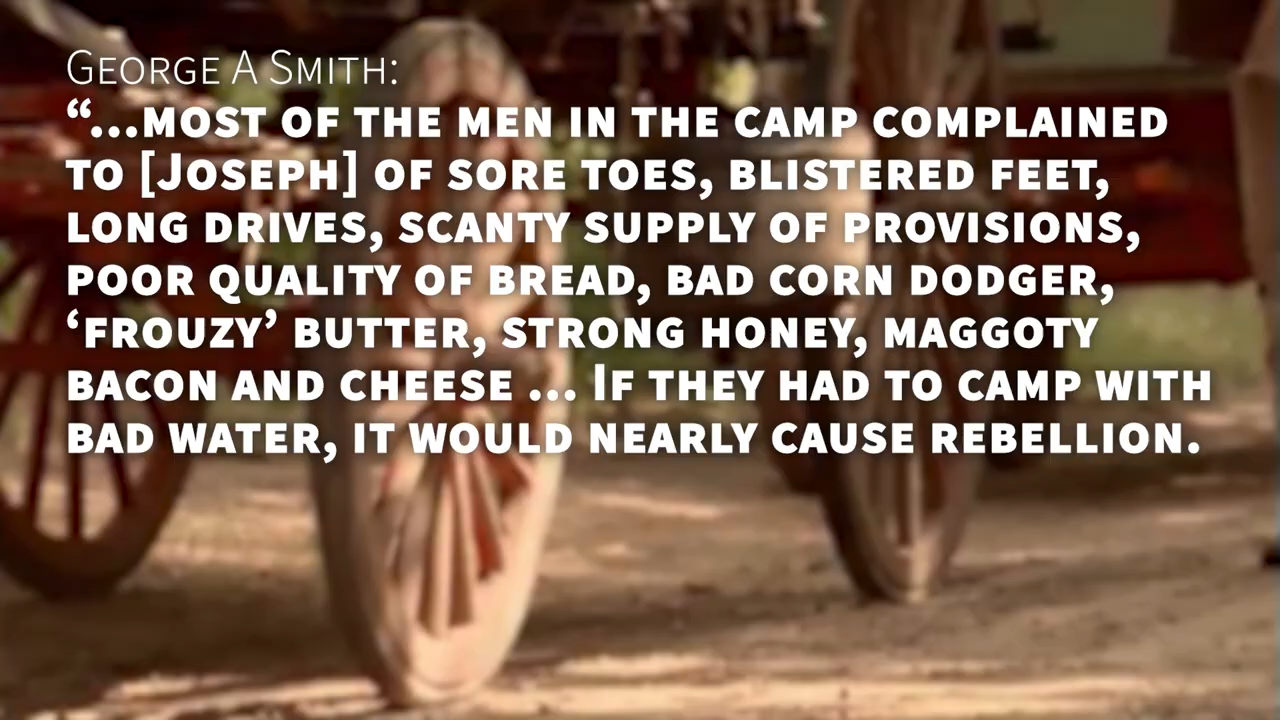 George A Smith:
“...most of the men in the camp complained
to [Joseph] of sore toes, blistered feet,
long drives, scanty supply of provisions,
poor quality of bread, bad corn dodger,
‘frouzy’ butter, strong honey, maggoty
bacon and cheese ... If they had to camp with
bad water, it would nearly cause rebellion.